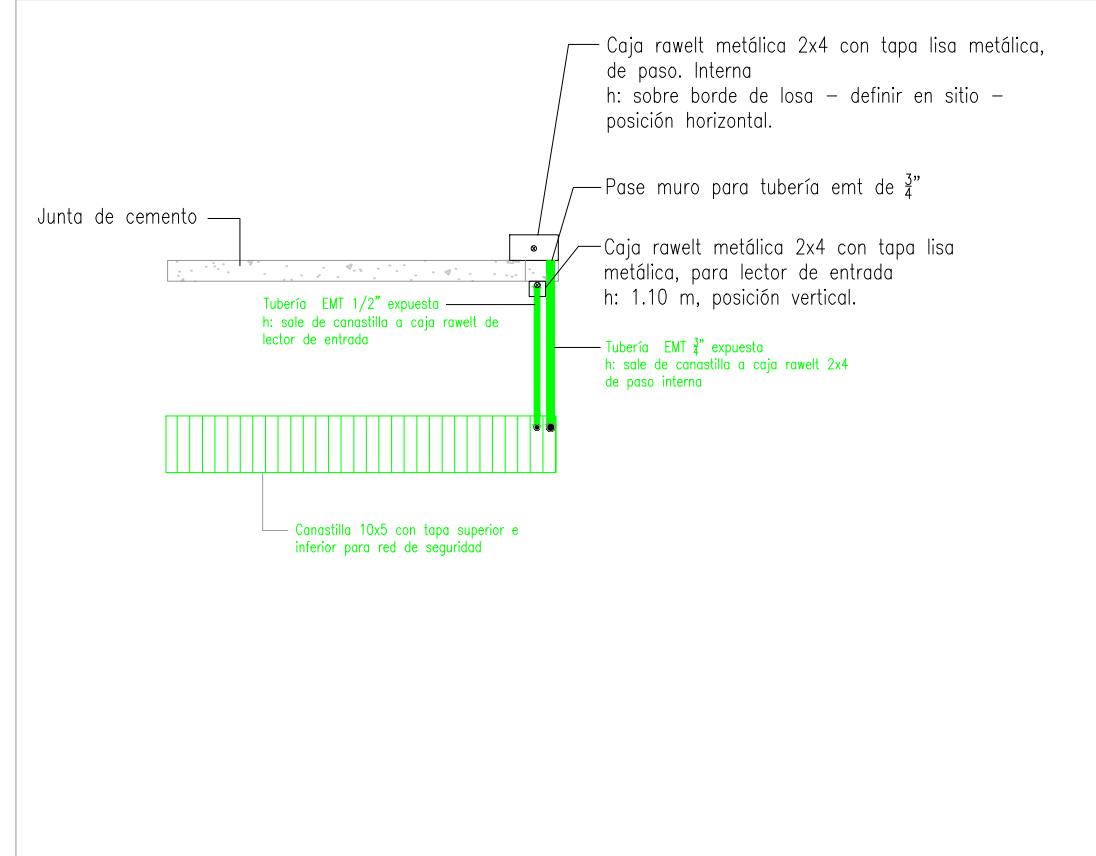 Caja rawelt metálica 2x4 con tapa lisa metálica,
de paso. Interna
h: sobre borde de losa – definir en sitio –
posición horizontal.
Pase muro para tubería emt de 3/4"
Junta de cemento
Caja rawelt metálica 2x4 con tapa lisa
metálica, para lector de entrada
h: 1.10 m, posición vertical.
Tubería EMT 1/2" expuesta
h: sale de canastilla a caja rawelt de
lector de entrada
Tubería EMT 3/4" expuesta
h: sale de canastilla a caja rawelt 2x4
de paso interna
Canastilla 10x5 con tapa superior e
inferior para red de seguridad